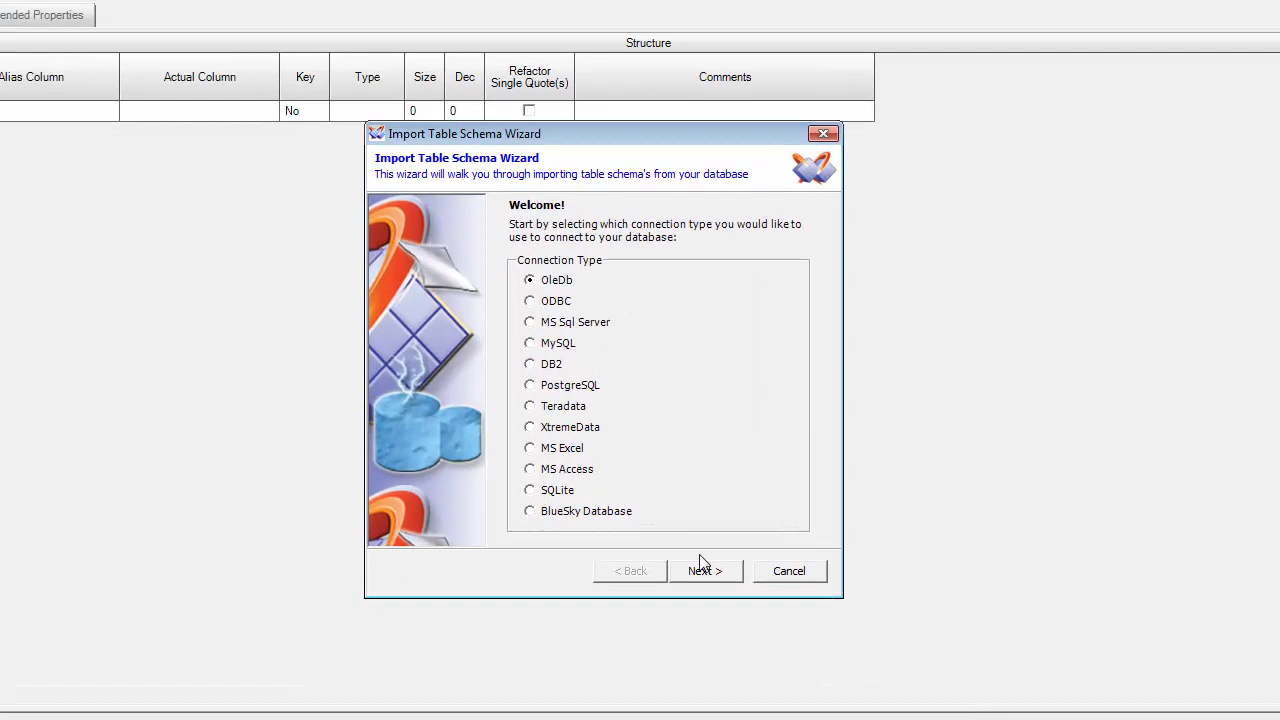 ended Properties
Structure
Alias Column
Actual Column
Key
Type
Size
Dec
Refactor
Single Quote(s)
Comments
No
0
0
Import Table Schema Wizard
Import Table Schema Wizard
This wizard will walk you through importing table schema's from your database
Welcome!
Start by selecting which connection type you would like to
use to connect to your database:
Connection Type
OleDb
ODBC
MS Sql Server
MySQL
DB2
PostgreSQL
Teradata
XtremeData
MS Excel
MS Access
SQLite
BlueSky Database
< Back
Next >
Cancel